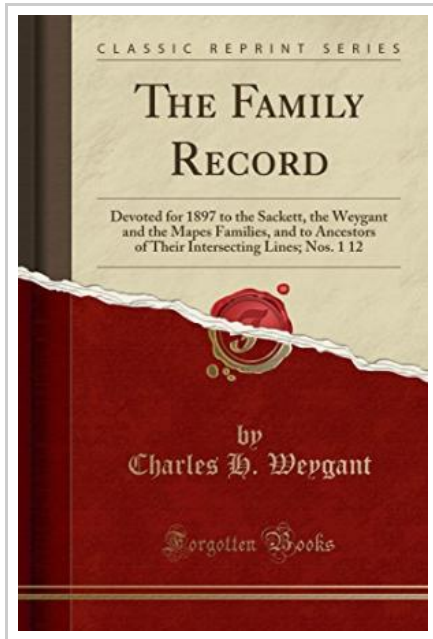 CLASSIC REPRINT SERIES
THE FAMILY
RECORD
Devoted for 1897 to the Sackett, the Weygant
and the Mapes Families, and to Ancestors
of Their Intersecting Lines; Nos. 1 12
by
Charles H. Weygant
Forgotten Books